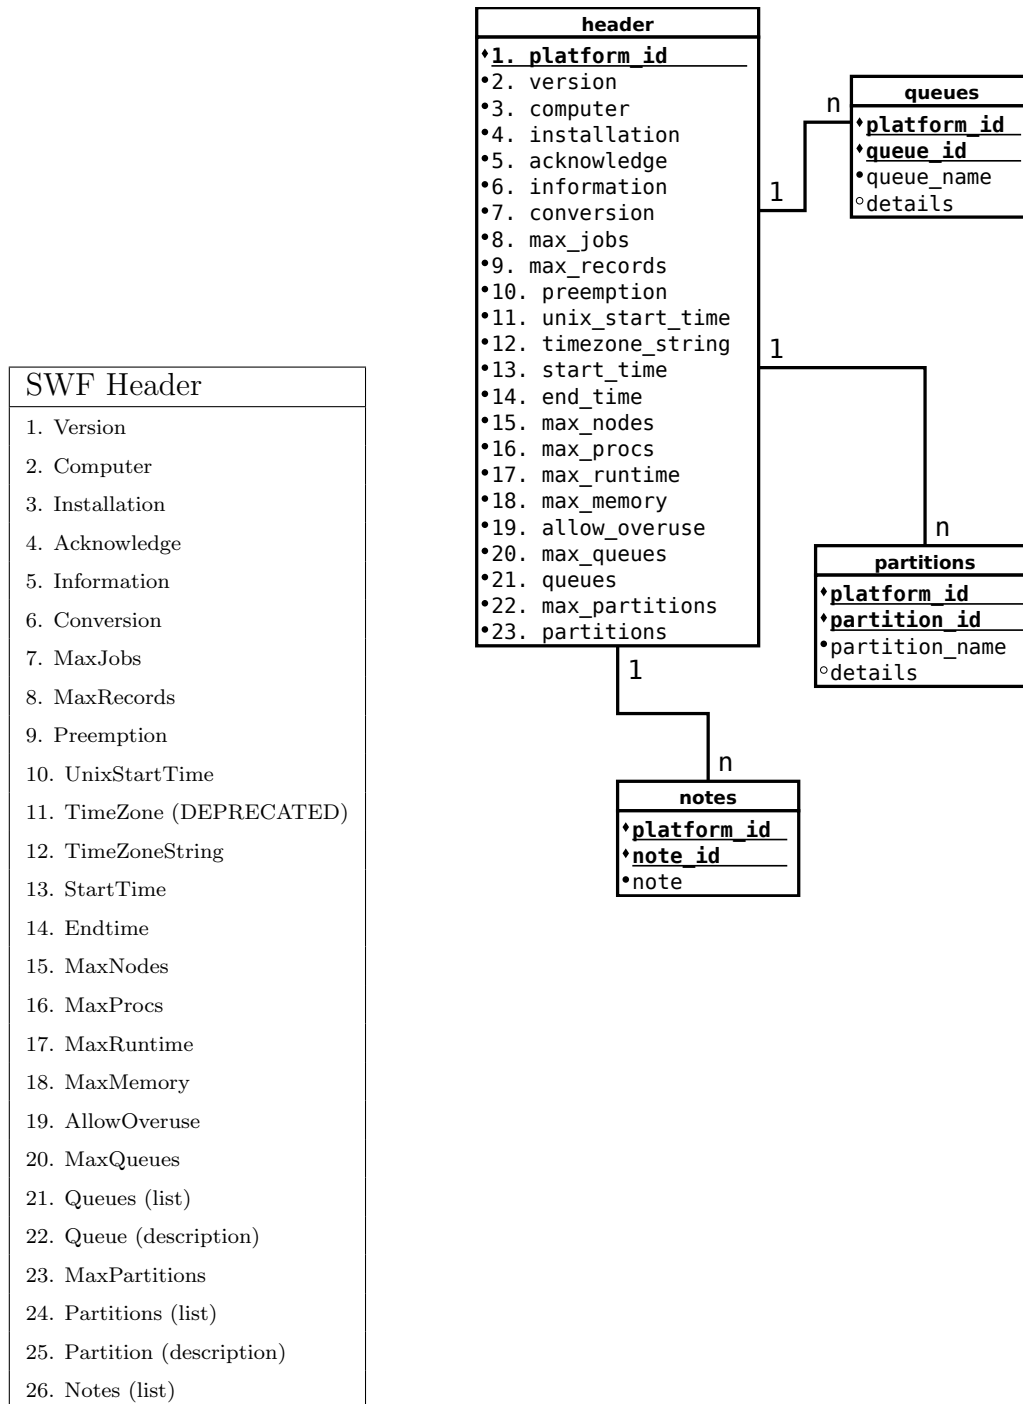 SWF Header
1. Version
2. Computer
3. Installation
4. Acknowledge
5. Information
6. Conversion
7. MaxJobs
8. MaxRecords
9. Preemption
10. UnixStartTime
11. TimeZone (DEPRECATED)
12. TimeZoneString
13. StartTime
14. Endtime
15. MaxNodes
16. MaxProcs
17. MaxRuntime
18. MaxMemory
19. AllowOveruse
20. MaxQueues
21. Queues (list)
22. Queue (description)
23. MaxPartitions
24. Partitions (list)
25. Partition (description)
26. Notes (list)
header
1. platform_id
2. version
3. computer
4. installation
5. acknowledge
6. information
7. conversion
8. max_jobs
9. max_records
10. preemption
11. unix_start_time
12. timezone_string
13. start_time
14. end_time
15. max_nodes
16. max_procs
17. max_runtime
18. max_memory
19. allow_overuse
20. max_queues
21. queues
22. max_partitions
23. partitions
1
n
queues
platform_id
queue_id
queue_name
details
1
n
partitions
platform_id
partition_id
partition_name
details
1
n
notes
platform_id
note_id
note